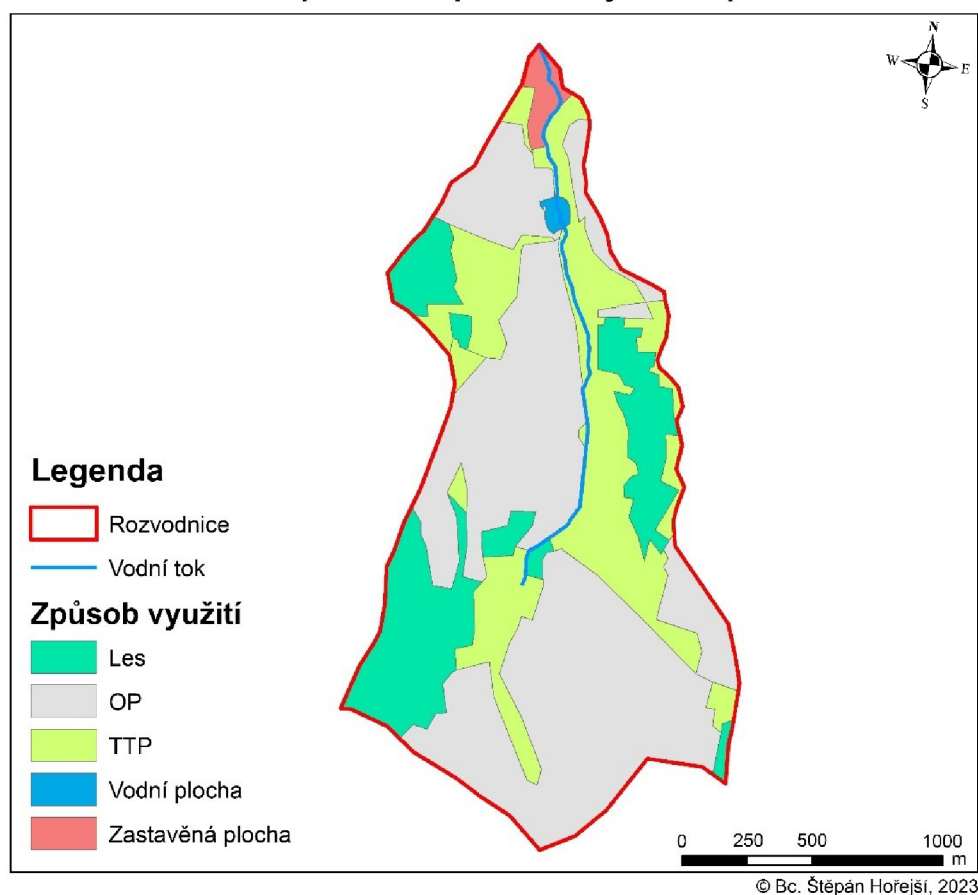 N
W E
S
Legenda
Rozvodnice
Vodní tok
Způsob využití
Les
OP
TTP
Vodní plocha
Zastavěná plocha
0 250 500 1000
m
© Bc. Štěpán Hořejší, 2023